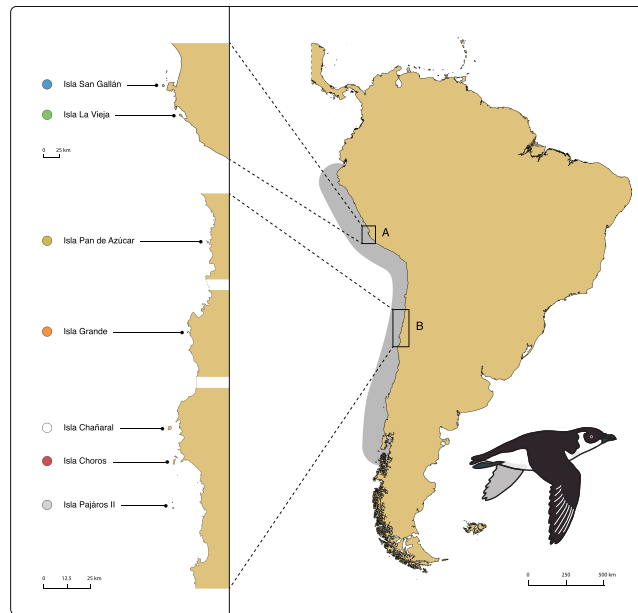 Isla San Gallán
Isla La Vieja
0 25 km
Isla Pan de Azúcar
Isla Grande
Isla Chañaral
Isla Choros
Isla Pajáros II
0 12.5 25 km
A
B
0 250 500 km